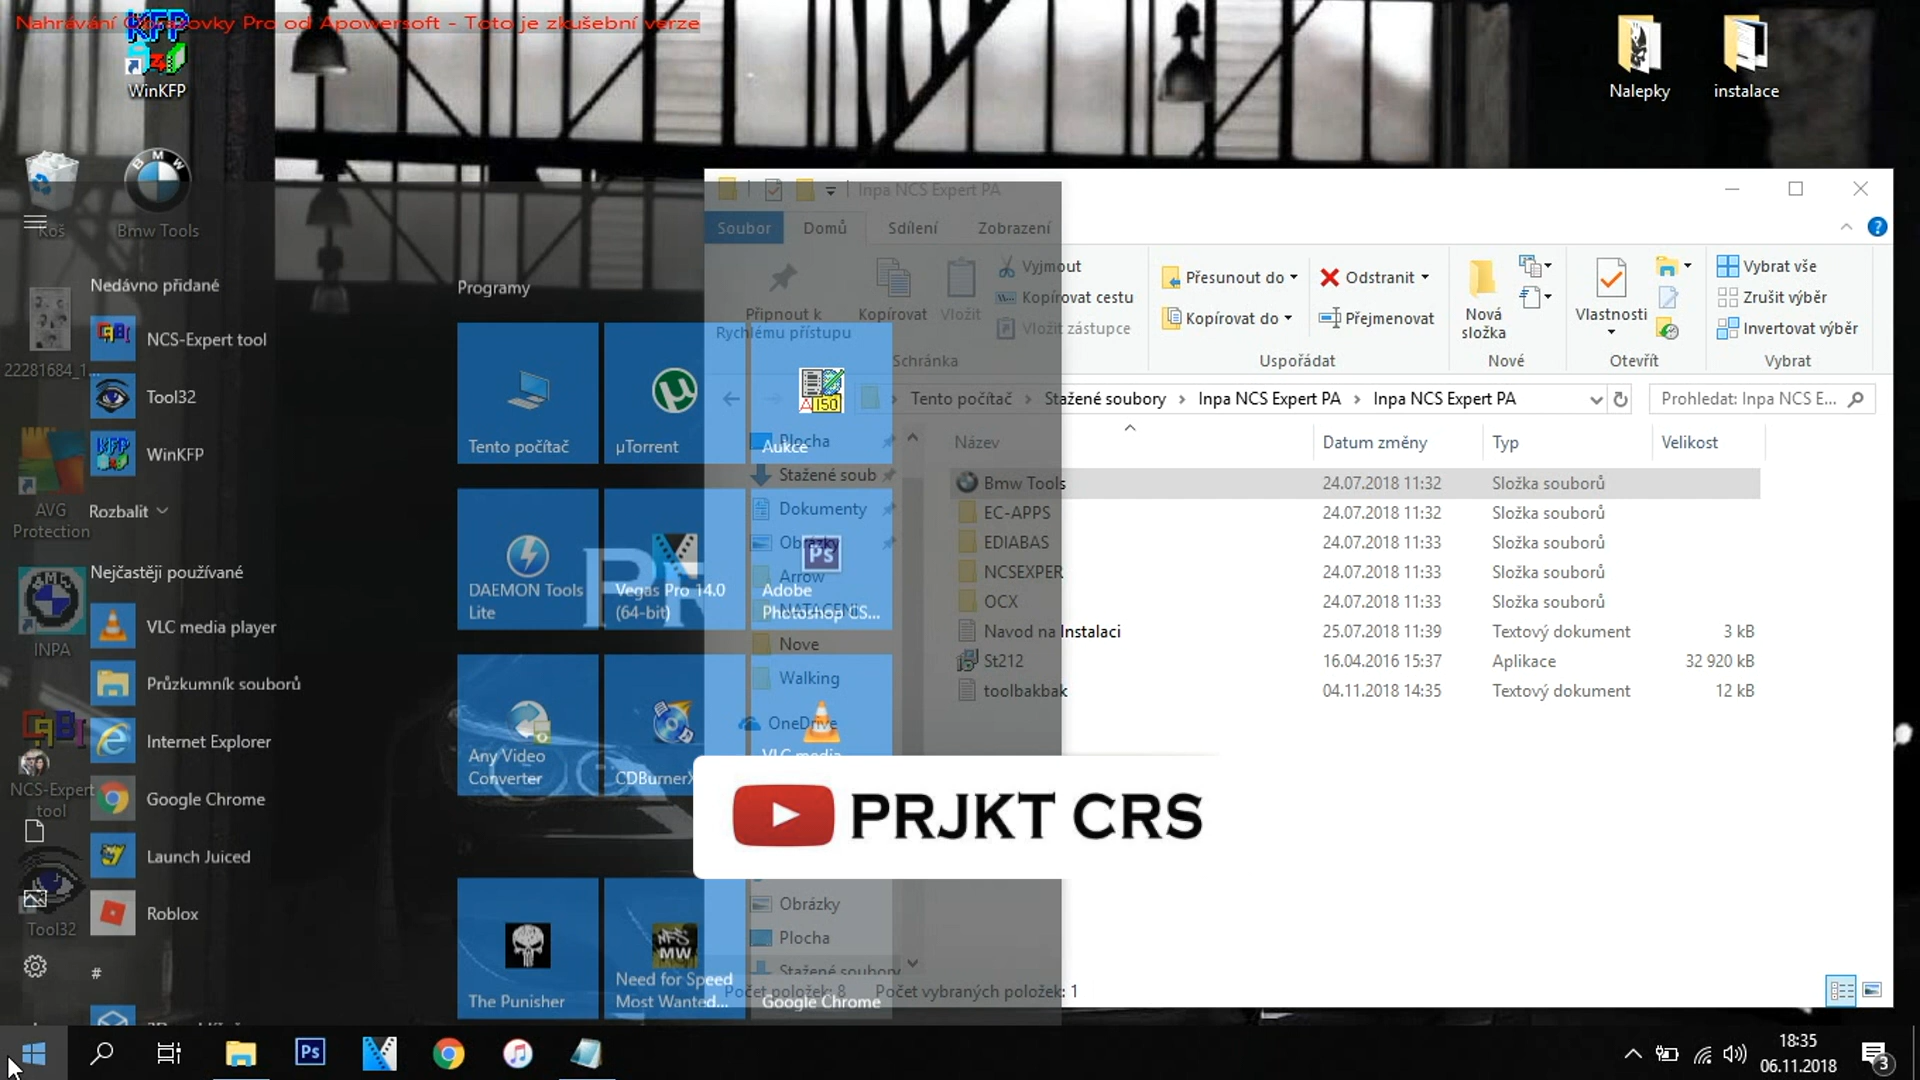 Nahrávání Obrazovky Pro od Apowersoft - Toto je zkušební verze
WinKFP
Nalepky
instalace
Koš
Bmw Tools
22281684_1...
AVG
Protection
INPA
NCS-Expert
tool
Tool32
Nedávno přidané
NCS-Expert tool
Tool32
WinKFP
Rozbalit
Nejčastěji používané
VLC media player
Průzkumník souborů
Internet Explorer
Google Chrome
Launch Juiced
Roblox
#
Programy
Tento počítač
µTorrent
Aukce
DAEMON Tools
Lite
Vegas Pro 14.0
(64-bit)
Adobe
Photoshop CS...
Any Video
Converter
CDBurnerX
VLC media
The Punisher
Need for Speed
Most Wanted...
Google Chrome
Inpa NCS Expert PA
Soubor
Domů
Sdílení
Zobrazení
Připnout k
Rychlému přístupu
Kopírovat
Vložit
Vyjmout
Kopírovat cestu
Vložit zástupce
Schránka
Přesunout do
Kopírovat do
Odstranit
Přejmenovat
Uspořádat
Nová
složka
Nové
Vlastnosti
Otevřít
Vybrat vše
Zrušit výběr
Invertovat výběr
Vybrat
Tento počítač > Stažené soubory > Inpa NCS Expert PA > Inpa NCS Expert PA
Prohledat: Inpa NCS E...
Plocha
Stažené soub
Dokumenty
Obrázky
Arrow
NATACENI
Nove
Walking
OneDrive
Obrázky
Plocha
Stažené soubory
Název Datum změny Typ Velikost
Bmw Tools 24.07.2018 11:32 Složka souborů
EC-APPS 24.07.2018 11:32 Složka souborů
EDIABAS 24.07.2018 11:33 Složka souborů
NCSEXPER 24.07.2018 11:33 Složka souborů
OCX 24.07.2018 11:33 Složka souborů
Navod na Instalaci 25.07.2018 11:39 Textový dokument 3 kB
St212 16.04.2016 15:37 Aplikace 32 920 kB
toolbakbak 04.11.2018 14:35 Textový dokument 12 kB
PRJKT CRS
Počet položek: 8 Počet vybraných položek: 1
18:35
06.11.2018
3